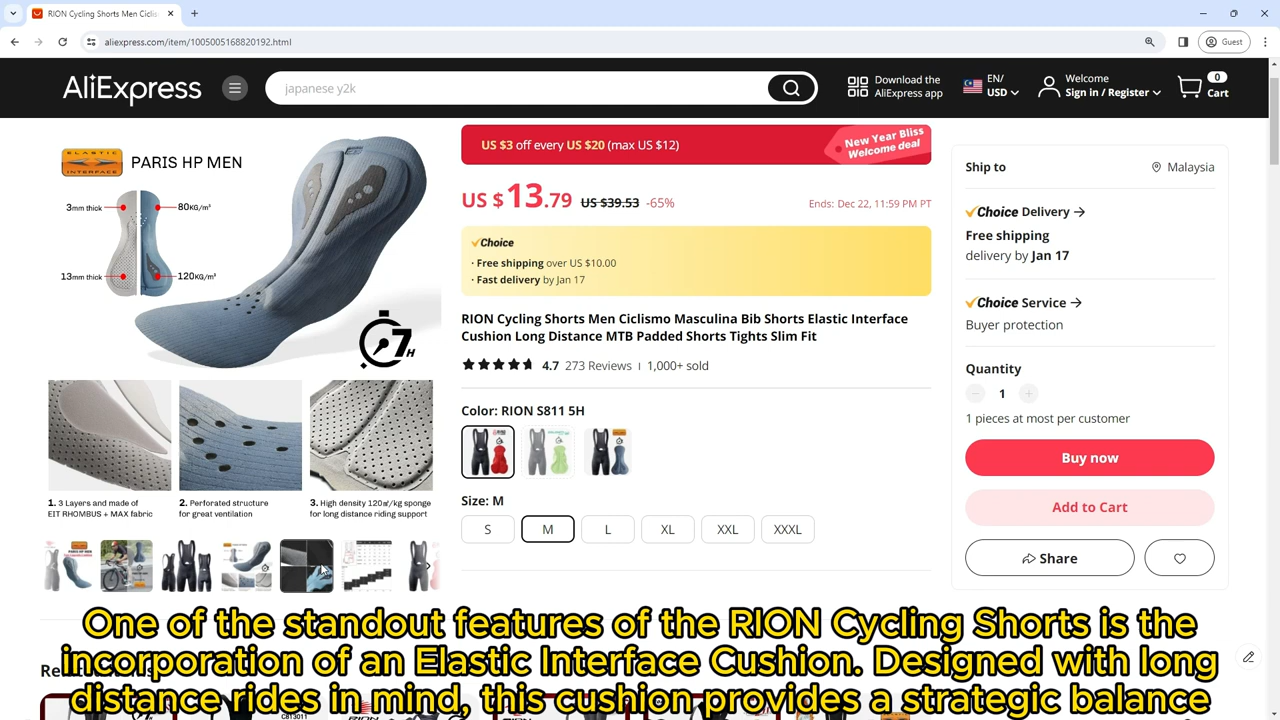 RION Cycling Shorts Men Ciclis
aliexpress.com/item/1005005168820192.html
Guest
AliExpress
japanese y2k
Download the
AliExpress app
EN/
USD
Welcome
Sign in / Register
0
Cart
ELASTIC
INTERFACE
PARIS HP MEN
3mm thick
80KG/m³
13mm thick
120KG/m³
7H
1. 3 Layers and made of
EIT RHOMBUS + MAX fabric
2. Perforated structure
for great ventilation
3. High density 120㎡/kg sponge
for long distance riding support
US $3 off every US $20 (max US $12)
New Year Bliss
Welcome deal
US $13.79 US $39.53 -65%
Ends: Dec 22, 11:59 PM PT
Choice
· Free shipping over US $10.00
· Fast delivery by Jan 17
RION Cycling Shorts Men Ciclismo Masculina Bib Shorts Elastic Interface
Cushion Long Distance MTB Padded Shorts Tights Slim Fit
4.7 273 Reviews | 1,000+ sold
Color: RION S811 5H
Size: M
S
M
L
XL
XXL
XXXL
Ship to
Malaysia
Choice Delivery
Free shipping
delivery by Jan 17
Choice Service
Buyer protection
Quantity
1
1 pieces at most per customer
Buy now
Add to Cart
Share
One of the standout features of the RION Cycling Shorts is the
incorporation of an Elastic Interface Cushion. Designed with long
distance rides in mind, this cushion provides a strategic balance